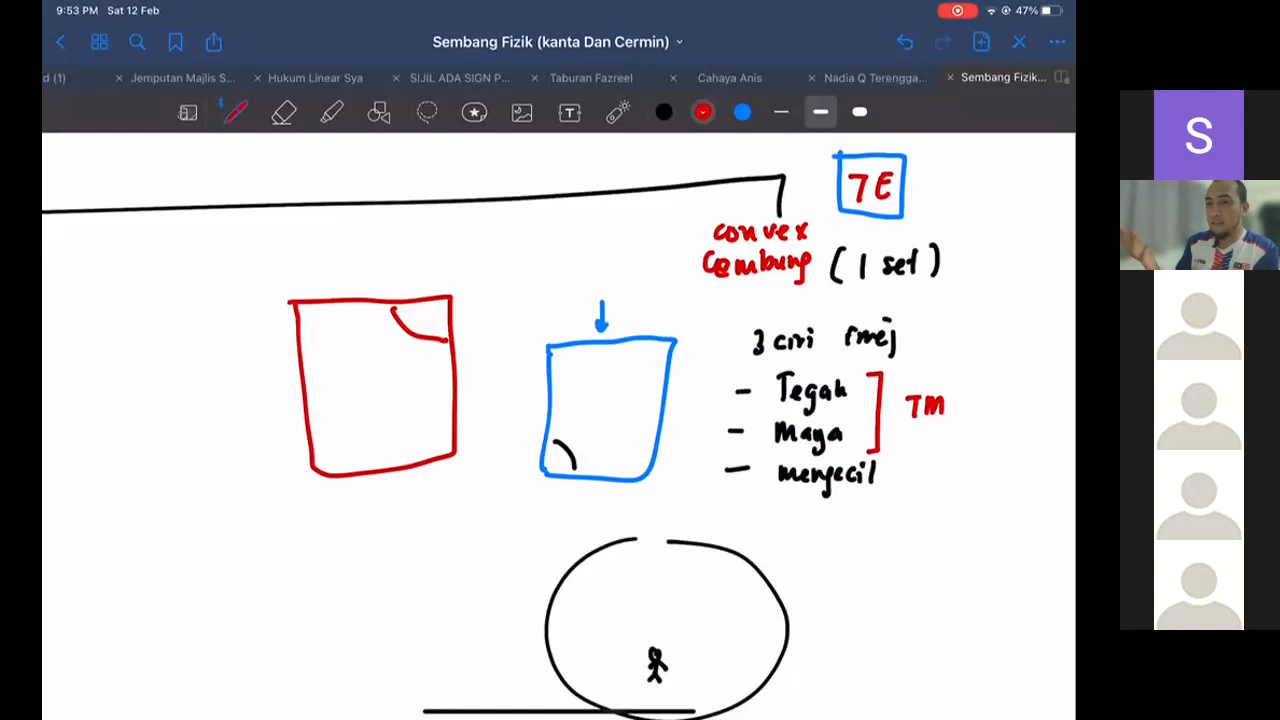 9:53 PM Sat 12 Feb
47%
Sembang Fizik (kanta Dan Cermin)
d (1)
Jemputan Majlis S...
Hukum Linear Sya
SIJIL ADA SIGN P...
Taburan Fazreel
Cahaya Anis
Nadia Q Terengga...
Sembang Fizik...
T
7E
convex
Cembung (1 set)
3 ciri imej
- Tegak
- Maya
TM
- mengecil
S